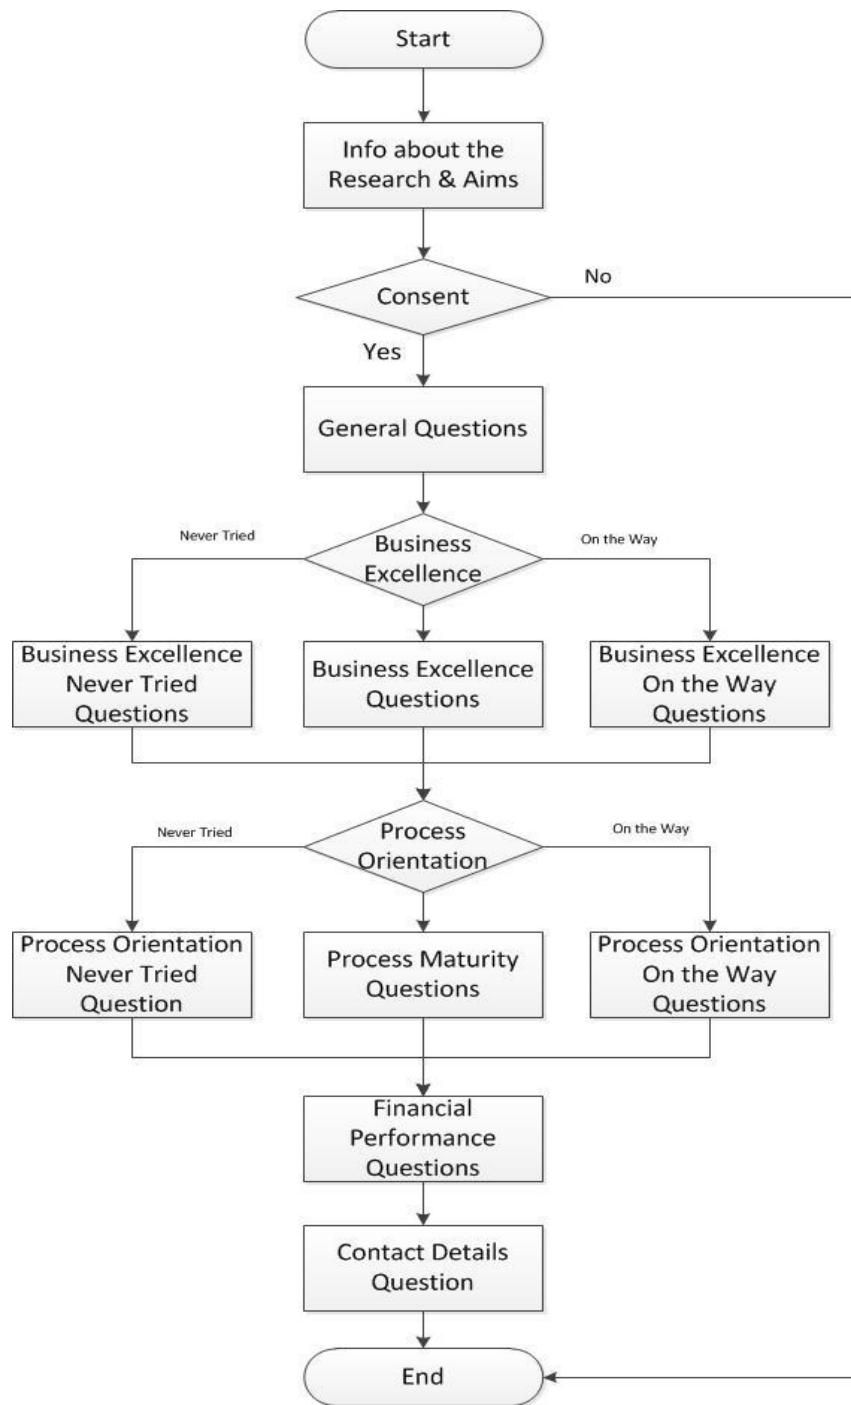 Start
Info about the
Research & Aims
Consent
No
Yes
General Questions
Never Tried
Business
Excellence
On the Way
Business Excellence
Never Tried
Questions
Business Excellence
Questions
Business Excellence
On the Way
Questions
Never Tried
Process
Orientation
On the Way
Process Orientation
Never Tried
Question
Process Maturity
Questions
Process Orientation
On the Way
Questions
Financial
Performance
Questions
Contact Details
Question
End